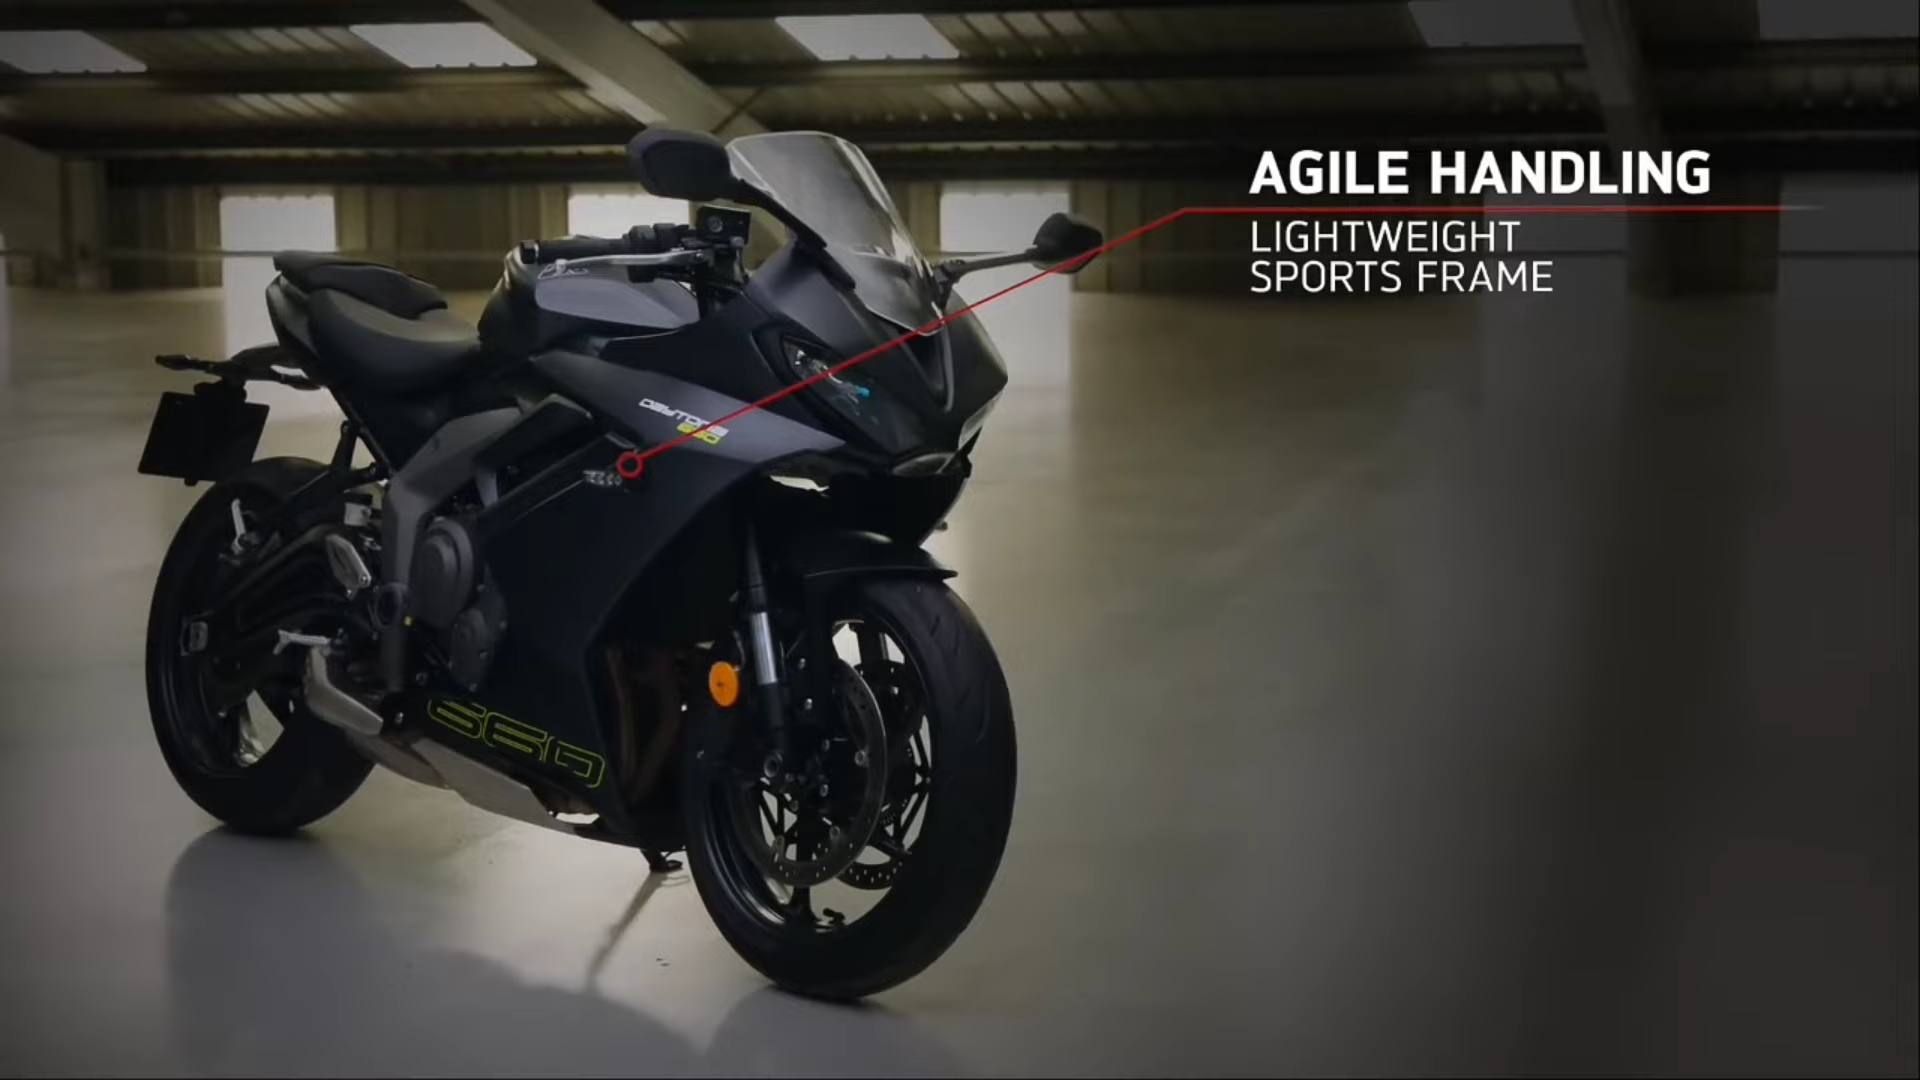 AGILE HANDLING
LIGHTWEIGHT
SPORTS FRAME
DAYTONA
660
660